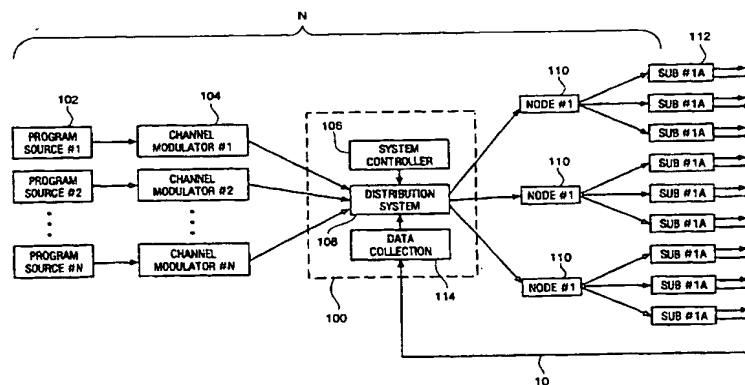 N
102
PROGRAM
SOURCE #1
PROGRAM
SOURCE #2
PROGRAM
SOURCE #N
104
CHANNEL
MODULATOR #1
CHANNEL
MODULATOR #2
CHANNEL
MODULATOR #N
106
SYSTEM
CONTROLLER
DISTRIBUTION
SYSTEM
108
DATA
COLLECTION
114
100
110
NODE #1
110
NODE #1
110
NODE #1
112
SUB #1A
SUB #1A
SUB #1A
SUB #1A
SUB #1A
SUB #1A
SUB #1A
SUB #1A
SUB #1A
10